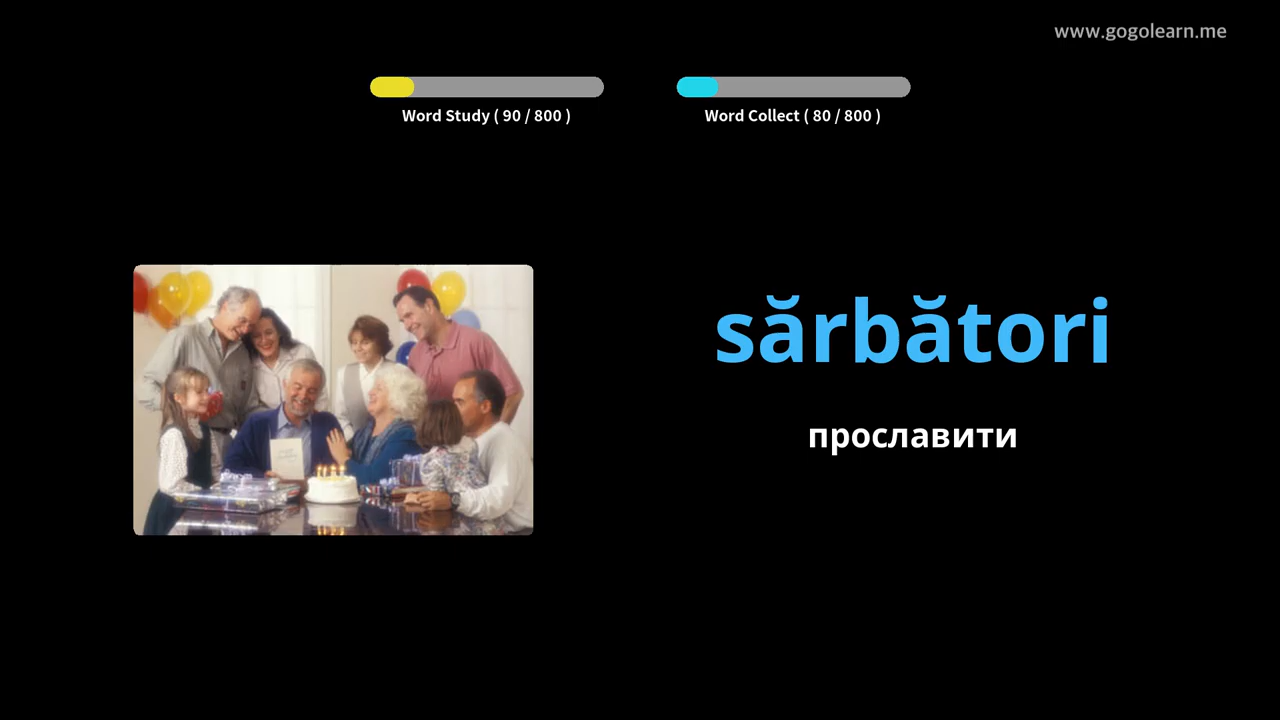 www.gogolearn.me
Word Study ( 90 / 800 )
Word Collect ( 80 / 800 )
sărbători
прославити